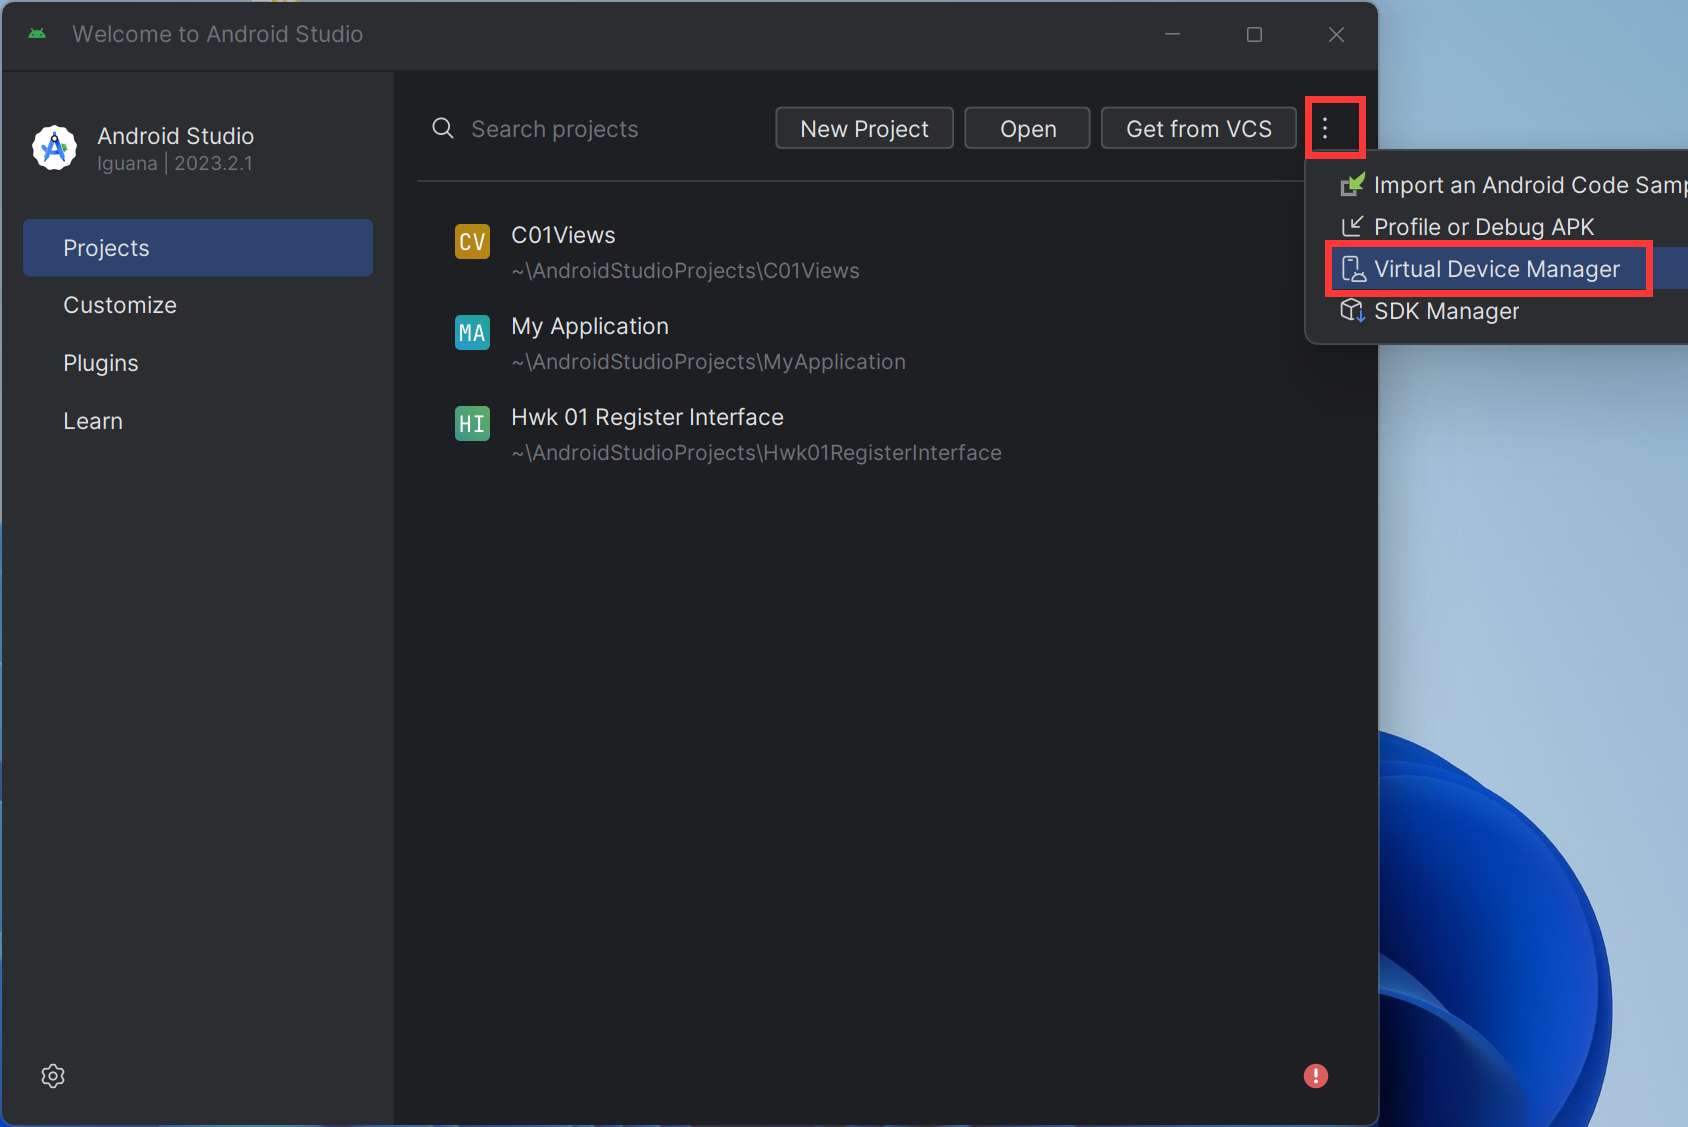 Welcome to Android Studio
Android Studio
Iguana | 2023.2.1
Projects
Customize
Plugins
Learn
Search projects
New Project
Open
Get from VCS
Import an Android Code Samp
Profile or Debug APK
Virtual Device Manager
SDK Manager
CV
C01Views
~\AndroidStudioProjects\C01Views
MA
My Application
~\AndroidStudioProjects\MyApplication
HI
Hwk 01 Register Interface
~\AndroidStudioProjects\Hwk01RegisterInterface